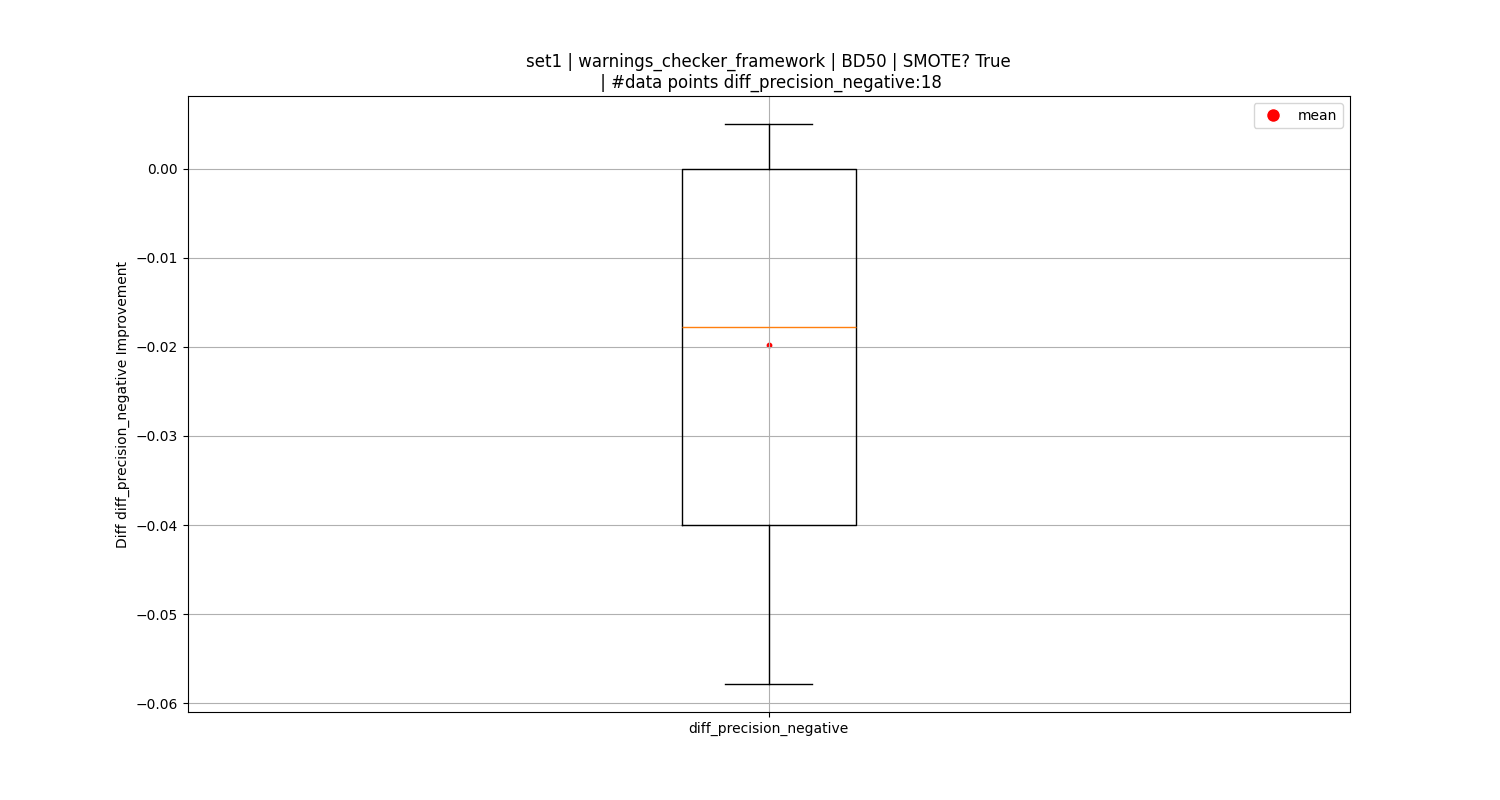 set1 | warnings_checker_framework | BD50 | SMOTE? True
| #data points diff_precision_negative:18
mean
0.00
−0.01
−0.02
−0.03
−0.04
−0.05
−0.06
Diff diff_precision_negative Improvement
diff_precision_negative